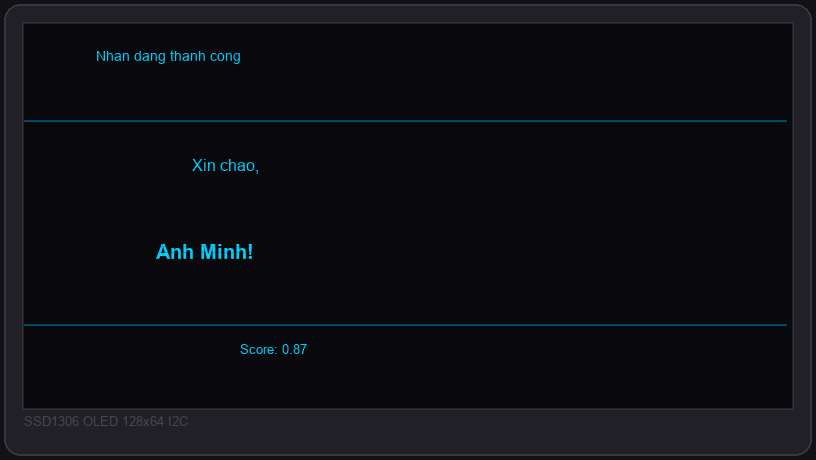 Nhan dang thanh cong
Xin chao,
Anh Minh!
Score: 0.87
SSD1306 OLED 128x64 I2C